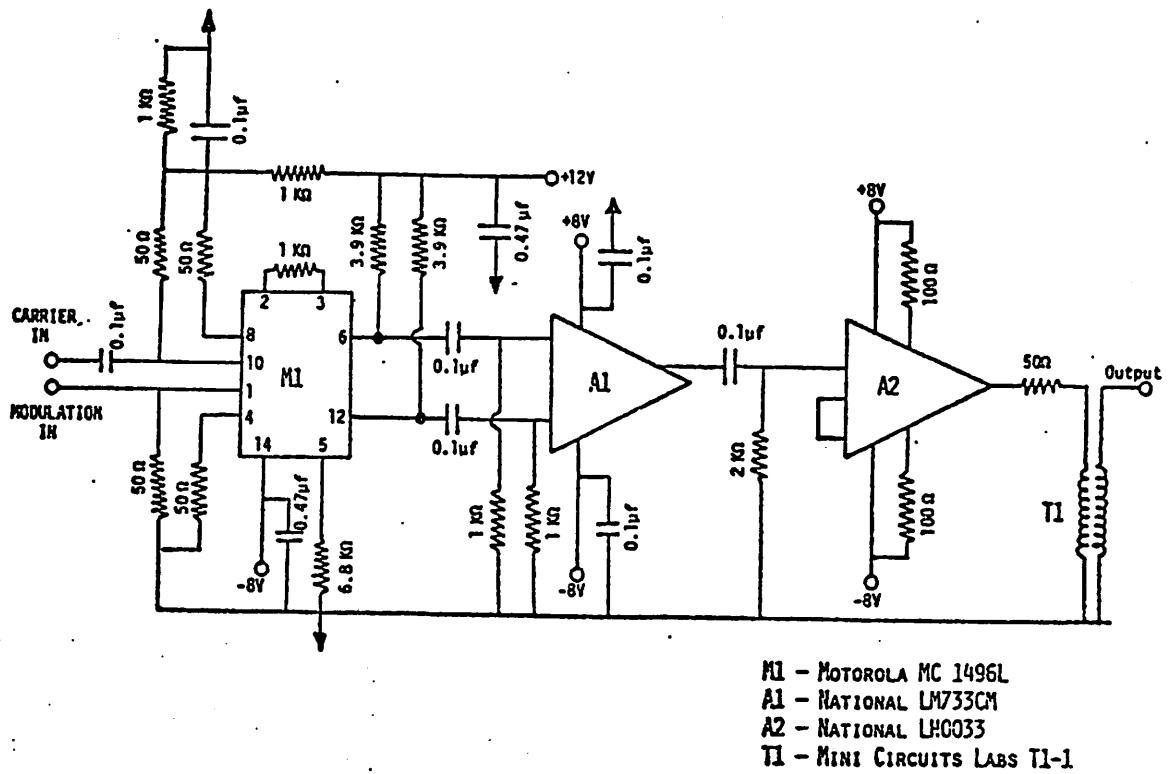 1 KΩ
0.1µf
1 KΩ
+12V
50Ω
50Ω
3.9 KΩ
3.9 KΩ
0.47µf
+8V
0.1µf
+8V
100Ω
1 KΩ
2
3
CARRIER
IN
0.1µf
8
10
1
4
14
5
6
12
M1
MODULATION
IN
0.1µf
0.1µf
A1
0.1µf
A2
50Ω
Output
50Ω
50Ω
0.47µf
-8V
6.8 KΩ
1 KΩ
1 KΩ
-8V
0.1µf
2 KΩ
-8V
100Ω
T1
M1 - MOTOROLA MC 1496L
A1 - NATIONAL LM733CM
A2 - NATIONAL LH0033
T1 - MINI CIRCUITS LABS T1-1